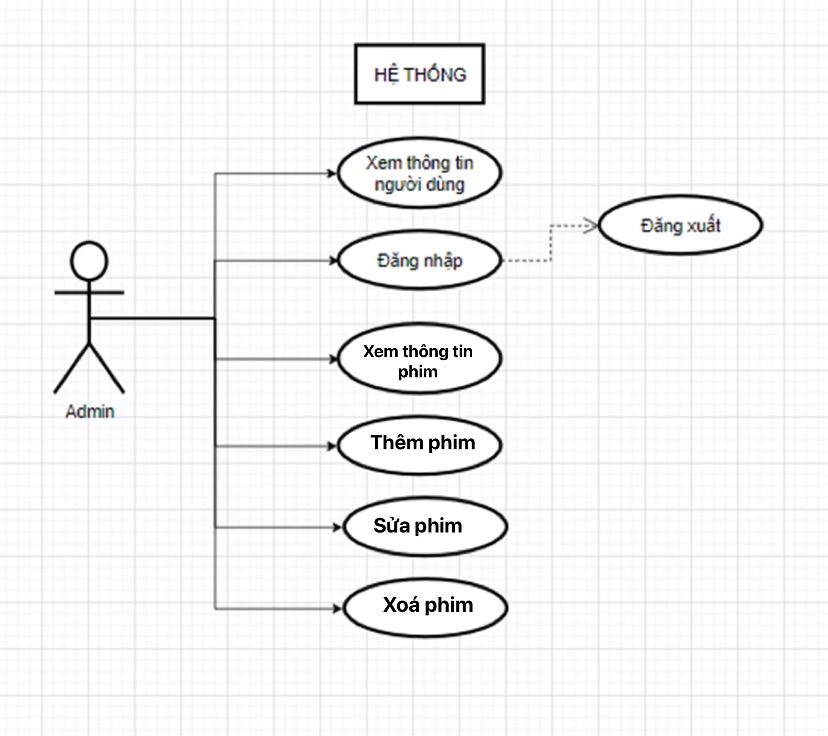 HỆ THỐNG
Xem thông tin
người dùng
Đăng nhập
Đăng xuất
Xem thông tin
phim
Thêm phim
Sửa phim
Xoá phim
Admin